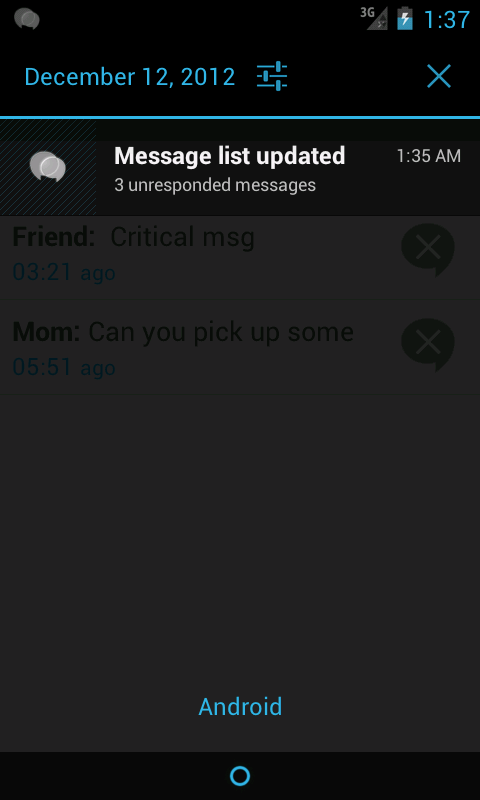 3G
1:37
December 12, 2012
Message list updated
1:35 AM
3 unresponded messages
Friend: Critical msg
03:21 ago
Mom: Can you pick up some
05:51 ago
Android